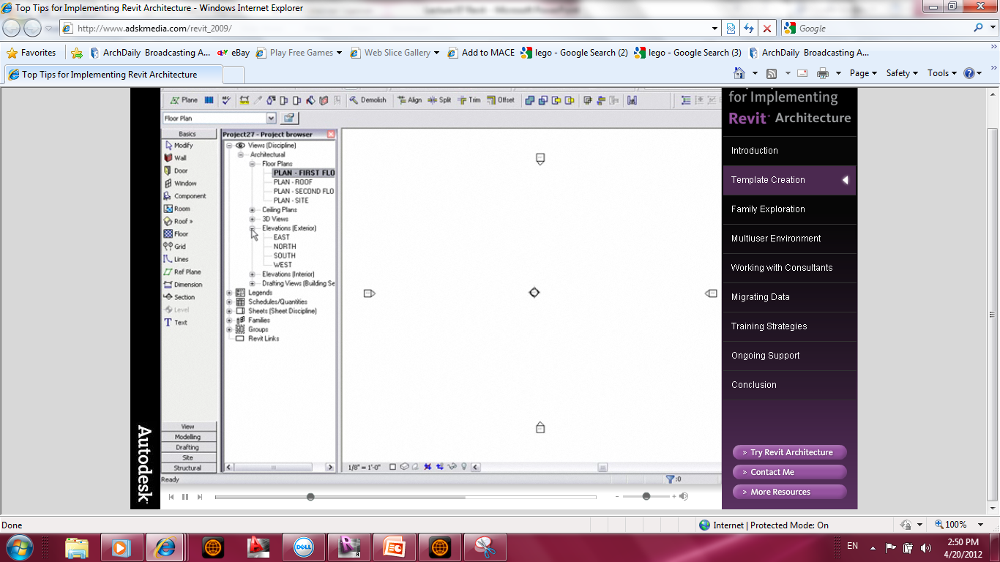 Top Tips for Implementing Revit Architecture - Windows Internet Explorer
http://www.adskmedia.com/revit_2009/
Google
Favorites
ArchDaily Broadcasting A...
eBay
Play Free Games
Web Slice Gallery
Add to MACE
lego - Google Search (2)
lego - Google Search (3)
ArchDaily Broadcasting A...
Top Tips for Implementing Revit Architecture
Page
Safety
Tools
Plane
Demolish
Align
Split
Trim
Offset
Floor Plan
Basics
Modify
Wall
Door
Window
Component
Room
Roof »
Floor
Grid
Lines
Ref Plane
Dimension
Section
Level
Text
View
Modelling
Drafting
Site
Structural
Project27 - Project browser
Views (Discipline)
Architectural
Floor Plans
PLAN - FIRST FLO
PLAN - ROOF
PLAN - SECOND FLO
PLAN - SITE
Ceiling Plans
3D Views
Elevations (Exterior)
EAST
NORTH
SOUTH
WEST
Elevations (Interior)
Drafting Views (Building Se
Legends
Schedules/Quantities
Sheets (Sheet Discipline)
Families
Groups
Revit Links
1/8" = 1'-0"
Ready
:0
Autodesk
for Implementing
Revit Architecture
Introduction
Template Creation
Family Exploration
Multiuser Environment
Working with Consultants
Migrating Data
Training Strategies
Ongoing Support
Conclusion
» Try Revit Architecture
» Contact Me
» More Resources
Done
Internet | Protected Mode: On
100%
DELL
EN
2:50 PM
4/20/2012